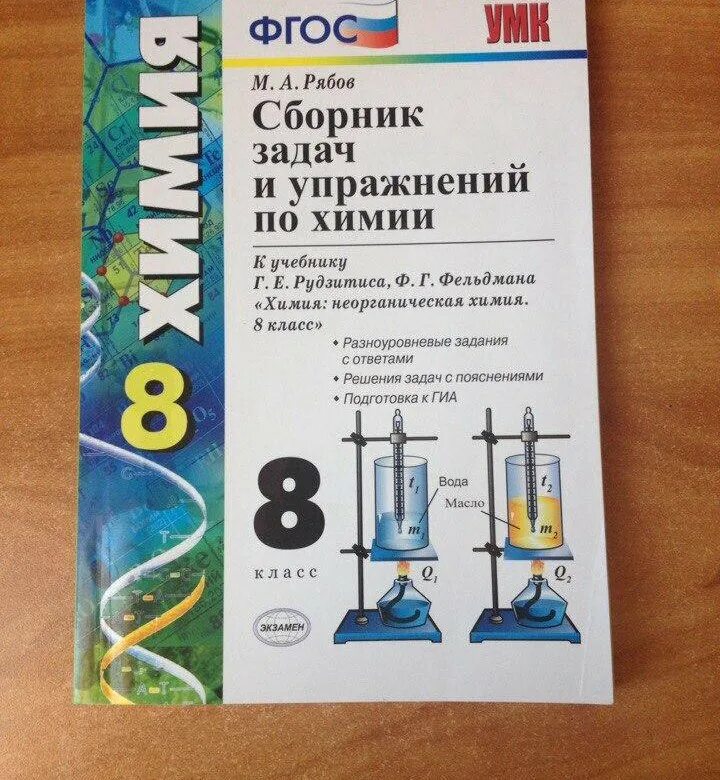 ХИМИЯ
8
ФГОС
УМК
М. А. Рябов
Сборник
задач
и упражнений
по химии
К учебнику
Г. Е. Рудзитиса, Ф. Г. Фельдмана
«Химия: неорганическая химия.
8 класс»
• Разноуровневые задания
с ответами
• Решения задач с пояснениями
• Подготовка к ГИА
8
класс
t₁
Вода
t₂
Масло
m₁
m₂
Q₁
Q₂
ЭКЗАМЕН